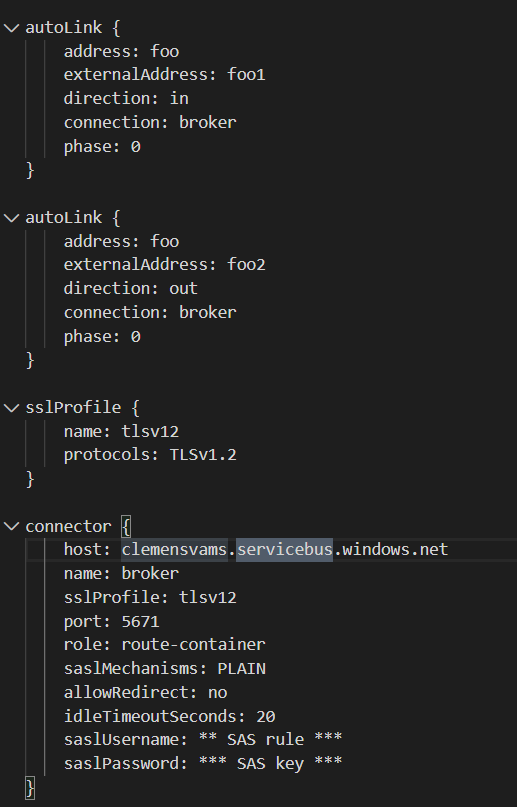 autoLink {
address: foo
externalAddress: foo1
direction: in
connection: broker
phase: 0
}
autoLink {
address: foo
externalAddress: foo2
direction: out
connection: broker
phase: 0
}
sslProfile {
name: tlsv12
protocols: TLSv1.2
}
connector {
host: clemensvams.servicebus.windows.net
name: broker
sslProfile: tlsv12
port: 5671
role: route-container
saslMechanisms: PLAIN
allowRedirect: no
idleTimeoutSeconds: 20
saslUsername: ** SAS rule ***
saslPassword: *** SAS key ***
}